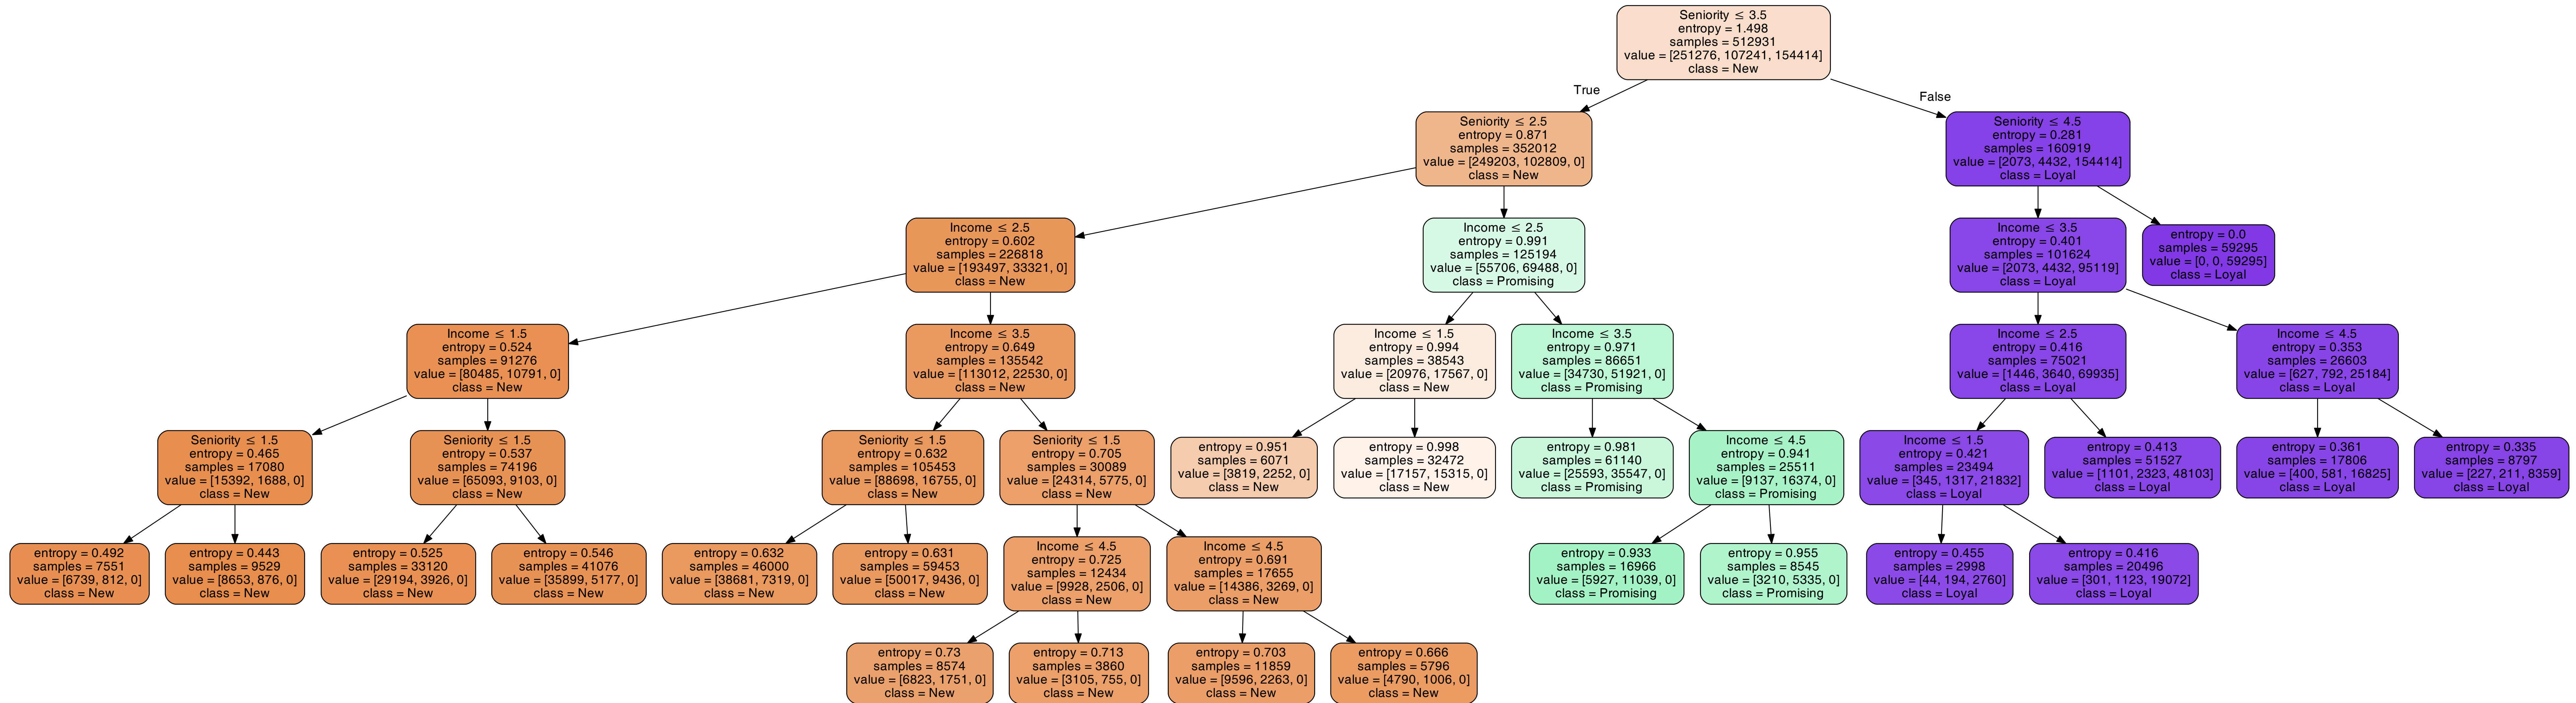 Seniority ≤ 3.5
entropy = 1.498
samples = 512931
value = [251276, 107241, 154414]
class = New
True
False
Seniority ≤ 2.5
entropy = 0.871
samples = 352012
value = [249203, 102809, 0]
class = New
Seniority ≤ 4.5
entropy = 0.281
samples = 160919
value = [2073, 4432, 154414]
class = Loyal
Income ≤ 2.5
entropy = 0.602
samples = 226818
value = [193497, 33321, 0]
class = New
Income ≤ 2.5
entropy = 0.991
samples = 125194
value = [55706, 69488, 0]
class = Promising
Income ≤ 3.5
entropy = 0.401
samples = 101624
value = [2073, 4432, 95119]
class = Loyal
entropy = 0.0
samples = 59295
value = [0, 0, 59295]
class = Loyal
Income ≤ 1.5
entropy = 0.524
samples = 91276
value = [80485, 10791, 0]
class = New
Income ≤ 3.5
entropy = 0.649
samples = 135542
value = [113012, 22530, 0]
class = New
Income ≤ 1.5
entropy = 0.994
samples = 38543
value = [20976, 17567, 0]
class = New
Income ≤ 3.5
entropy = 0.971
samples = 86651
value = [34730, 51921, 0]
class = Promising
Income ≤ 2.5
entropy = 0.416
samples = 75021
value = [1446, 3640, 69935]
class = Loyal
Income ≤ 4.5
entropy = 0.353
samples = 26603
value = [627, 792, 25184]
class = Loyal
Seniority ≤ 1.5
entropy = 0.465
samples = 17080
value = [15392, 1688, 0]
class = New
Seniority ≤ 1.5
entropy = 0.537
samples = 74196
value = [65093, 9103, 0]
class = New
Seniority ≤ 1.5
entropy = 0.632
samples = 105453
value = [88698, 16755, 0]
class = New
Seniority ≤ 1.5
entropy = 0.705
samples = 30089
value = [24314, 5775, 0]
class = New
entropy = 0.951
samples = 6071
value = [3819, 2252, 0]
class = New
entropy = 0.998
samples = 32472
value = [17157, 15315, 0]
class = New
entropy = 0.981
samples = 61140
value = [25593, 35547, 0]
class = Promising
Income ≤ 4.5
entropy = 0.941
samples = 25511
value = [9137, 16374, 0]
class = Promising
Income ≤ 1.5
entropy = 0.421
samples = 23494
value = [345, 1317, 21832]
class = Loyal
entropy = 0.413
samples = 51527
value = [1101, 2323, 48103]
class = Loyal
entropy = 0.361
samples = 17806
value = [400, 581, 16825]
class = Loyal
entropy = 0.335
samples = 8797
value = [227, 211, 8359]
class = Loyal
entropy = 0.492
samples = 7551
value = [6739, 812, 0]
class = New
entropy = 0.443
samples = 9529
value = [8653, 876, 0]
class = New
entropy = 0.525
samples = 33120
value = [29194, 3926, 0]
class = New
entropy = 0.546
samples = 41076
value = [35899, 5177, 0]
class = New
entropy = 0.632
samples = 46000
value = [38681, 7319, 0]
class = New
entropy = 0.631
samples = 59453
value = [50017, 9436, 0]
class = New
Income ≤ 4.5
entropy = 0.725
samples = 12434
value = [9928, 2506, 0]
class = New
Income ≤ 4.5
entropy = 0.691
samples = 17655
value = [14386, 3269, 0]
class = New
entropy = 0.933
samples = 16966
value = [5927, 11039, 0]
class = Promising
entropy = 0.955
samples = 8545
value = [3210, 5335, 0]
class = Promising
entropy = 0.455
samples = 2998
value = [44, 194, 2760]
class = Loyal
entropy = 0.416
samples = 20496
value = [301, 1123, 19072]
class = Loyal
entropy = 0.73
samples = 8574
value = [6823, 1751, 0]
class = New
entropy = 0.713
samples = 3860
value = [3105, 755, 0]
class = New
entropy = 0.703
samples = 11859
value = [9596, 2263, 0]
class = New
entropy = 0.666
samples = 5796
value = [4790, 1006, 0]
class = New